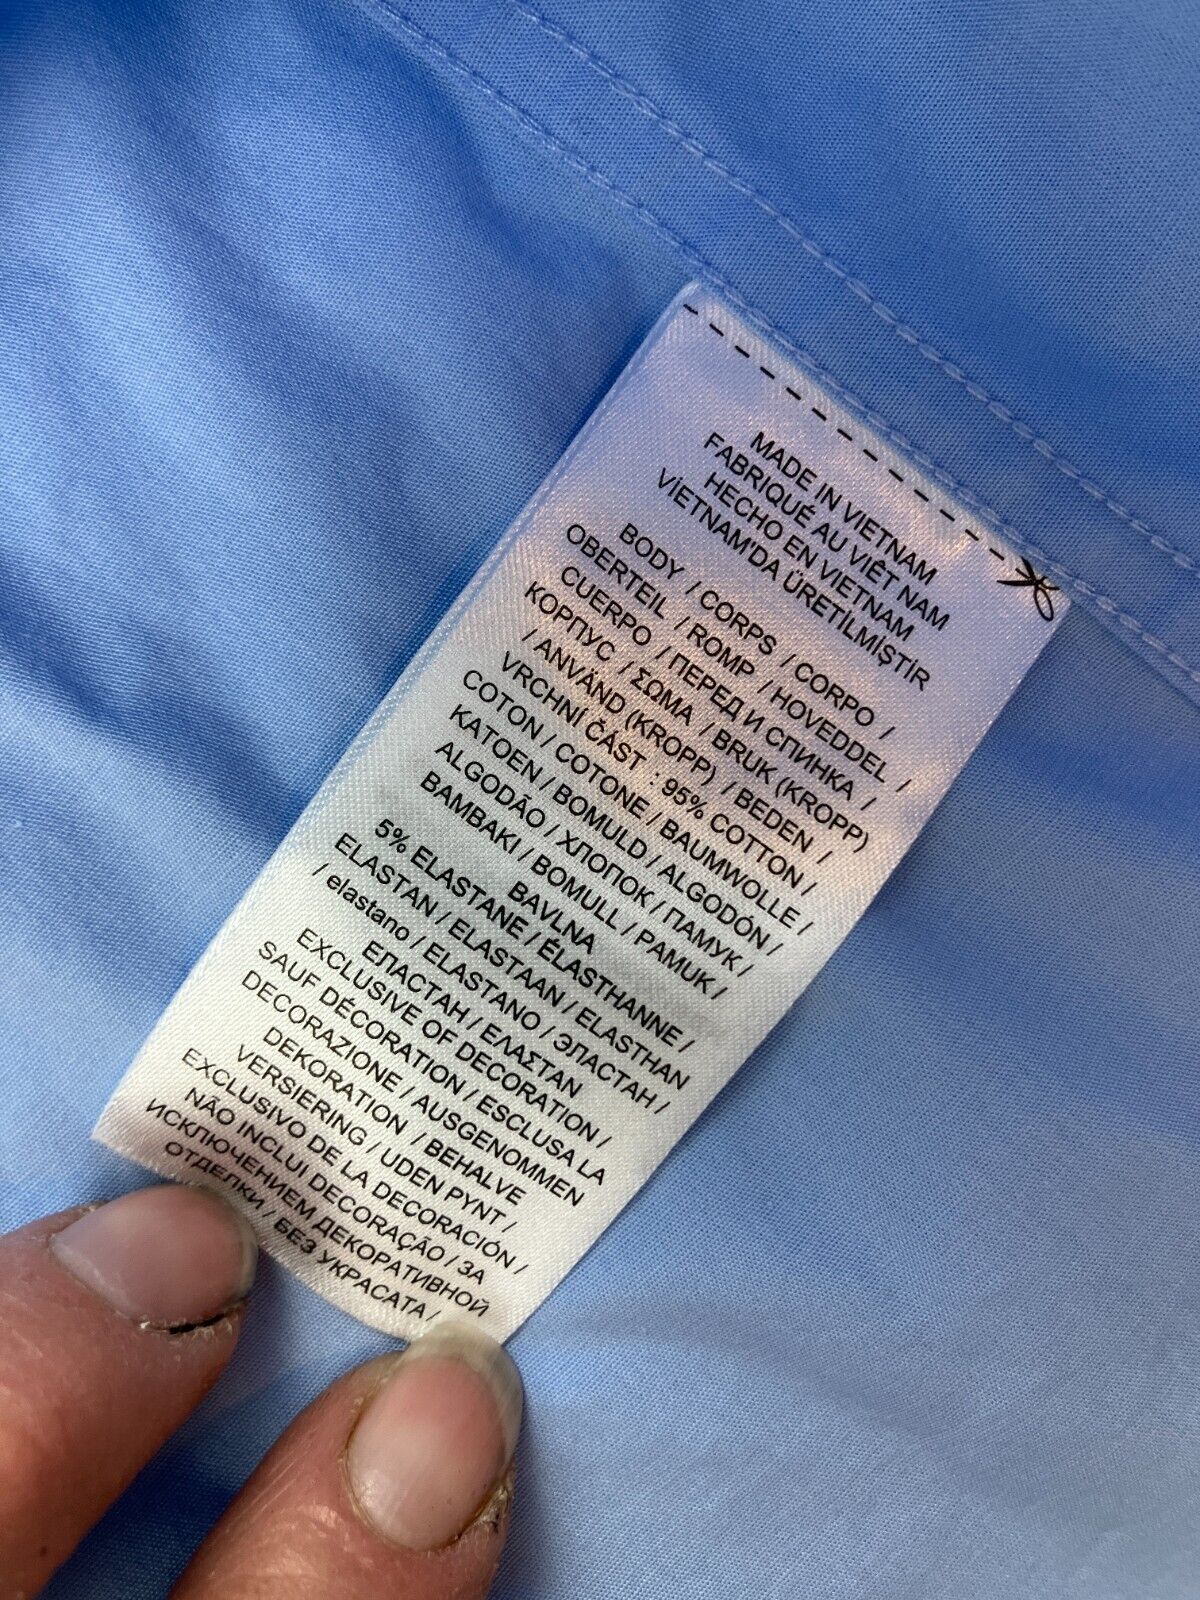 MADE IN VIETNAM
FABRIQUÉ AU VIÊT NAM
HECHO EN VIETNAM
VİETNAM'DA ÜRETİLMİŞTİR
BODY / CORPS / CORPO /
OBERTEIL / ROMP / HOVEDDEL /
CUERPO / ПЕРЕД И СПИНКА /
КОРПУС / ΣΩΜΑ / BRUK (KROPP)
/ ANVÄND (KROPP) / BEDEN /
VRCHNÍ ČÁST : 95% COTTON /
COTON / COTONE / BAUMWOLLE /
KATOEN / BOMULD / ALGODÓN /
ALGODÃO / ХЛОПОК / ПАМУК /
BAMBAKI / BOMULL / PAMUK /
BAVLNA
5% ELASTANE / ÉLASTHANNE /
ELASTAN / ELASTAAN / ELASTHAN
/ elastano / ELASTANO / ЭЛАСТАН /
ЕЛАСТАН / ΕΛΑΣΤΑΝ
EXCLUSIVE OF DECORATION /
SAUF DÉCORATION / ESCLUSA LA
DECORAZIONE / AUSGENOMMEN
DEKORATION / BEHALVE
VERSIERING / UDEN PYNT /
EXCLUSIVO DE LA DECORACIÓN /
NÃO INCLUI DECORAÇÃO / ЗА
ИСКЛЮЧЕНИЕМ ДЕКОРАТИВНОЙ
ОТДЕЛКИ / БЕЗ УКРАСАТА /